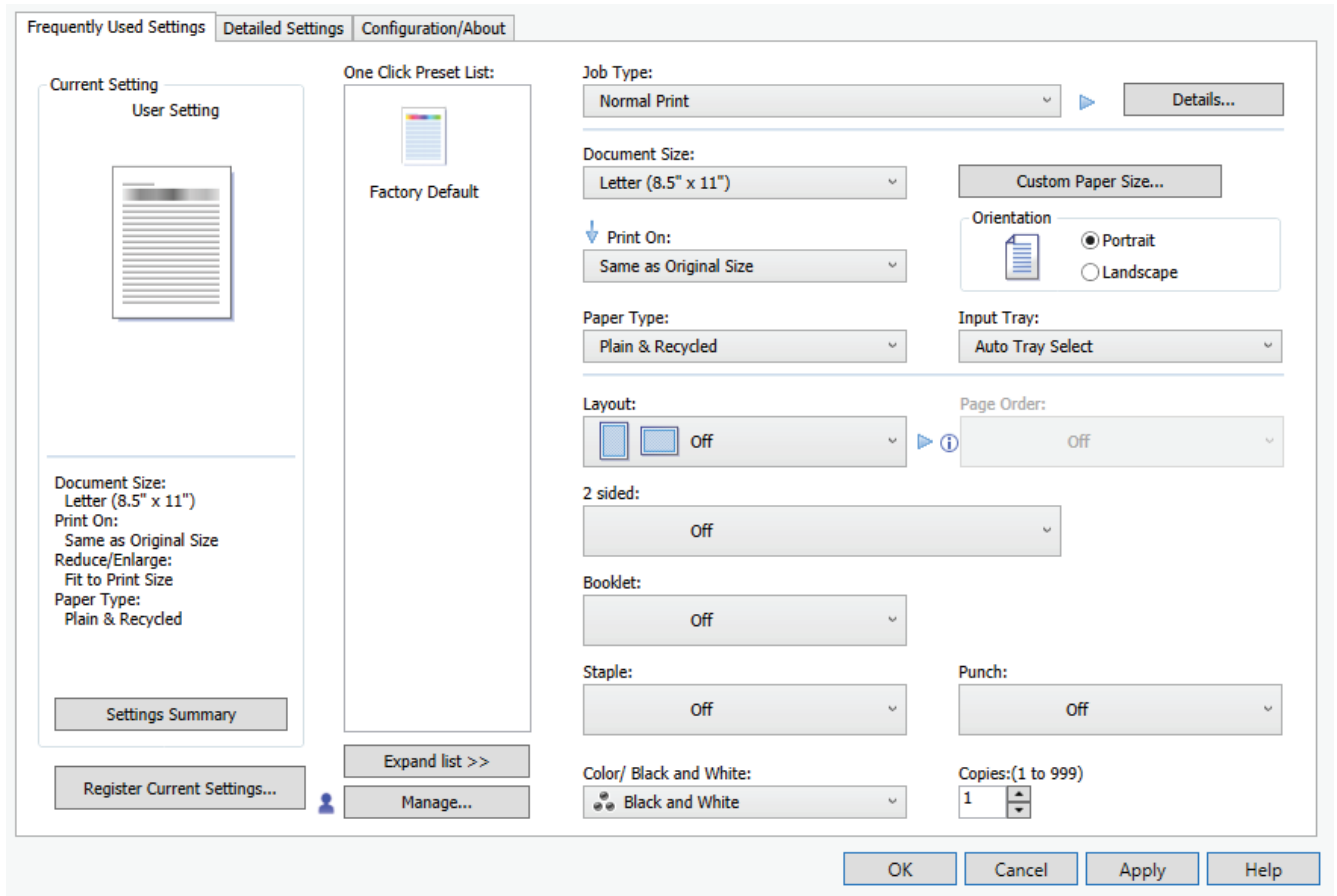 Frequently Used Settings
Detailed Settings
Configuration/About
Current Setting
User Setting
Document Size:
Letter (8.5" x 11")
Print On:
Same as Original Size
Reduce/Enlarge:
Fit to Print Size
Paper Type:
Plain & Recycled
Settings Summary
Register Current Settings...
One Click Preset List:
Factory Default
Expand list >>
Manage...
Job Type:
Normal Print
Details...
Document Size:
Letter (8.5" x 11")
Custom Paper Size...
Print On:
Same as Original Size
Orientation
Portrait
Landscape
Paper Type:
Plain & Recycled
Input Tray:
Auto Tray Select
Layout:
Off
Page Order:
Off
2 sided:
Off
Booklet:
Off
Staple:
Off
Punch:
Off
Color/ Black and White:
Black and White
Copies:(1 to 999)
1
OK
Cancel
Apply
Help